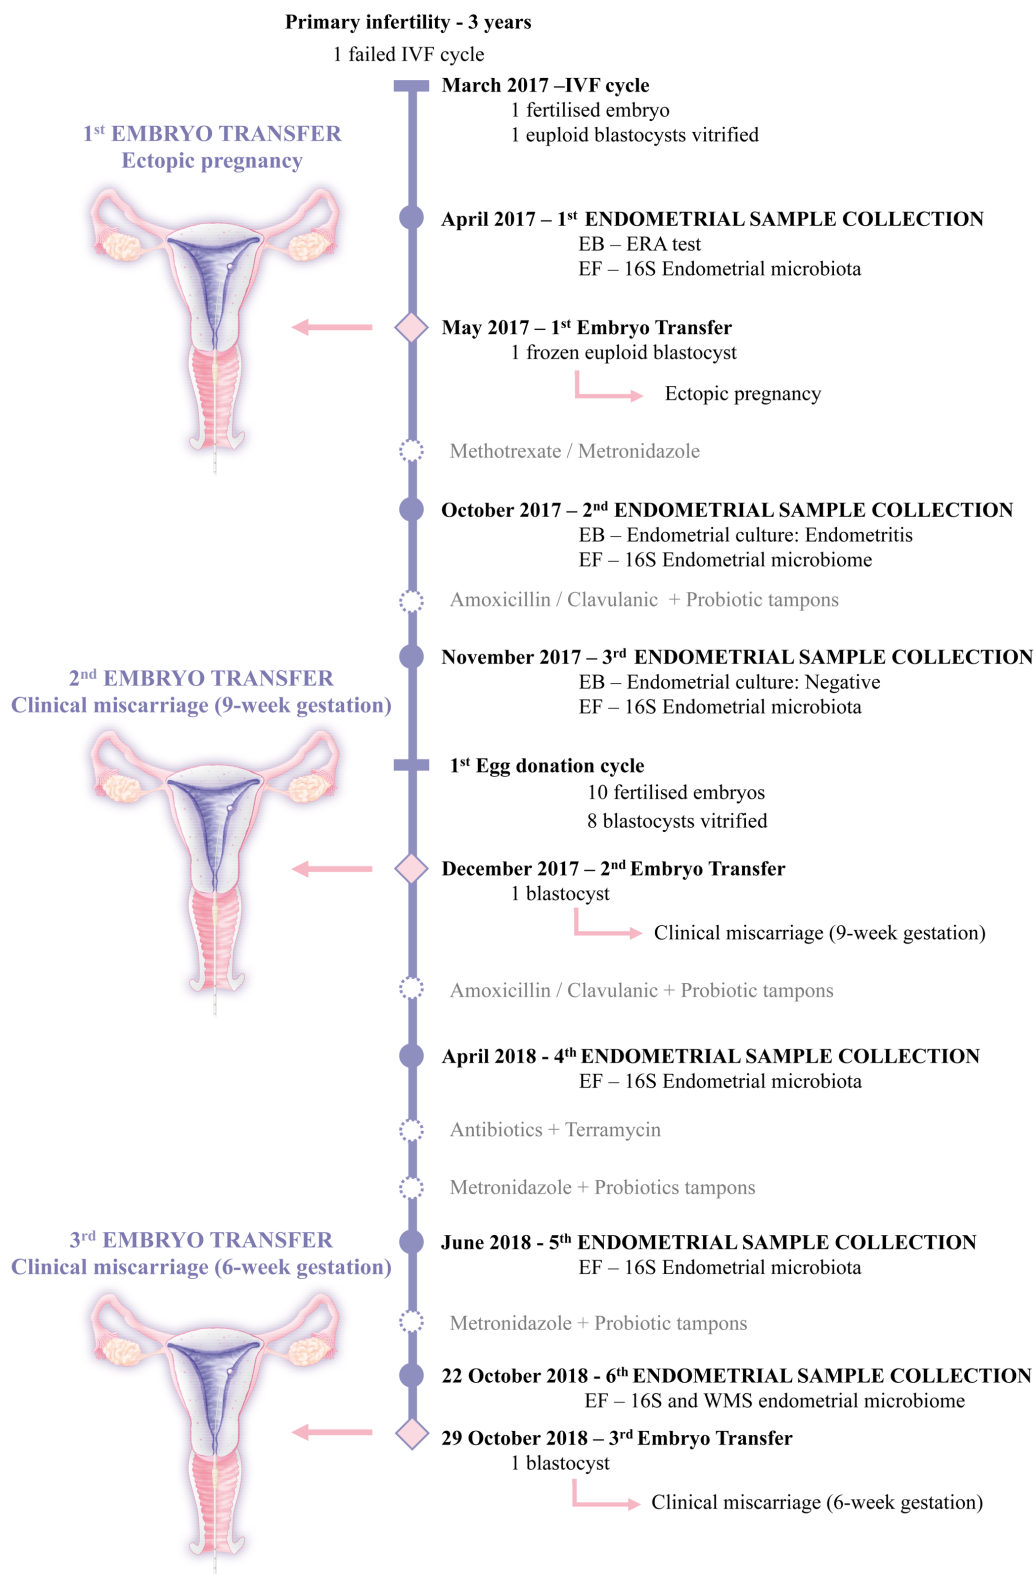 Primary infertility - 3 years
1 failed IVF cycle
March 2017 –IVF cycle
1 fertilised embryo
1 euploid blastocysts vitrified
1st EMBRYO TRANSFER
Ectopic pregnancy
April 2017 – 1st ENDOMETRIAL SAMPLE COLLECTION
EB – ERA test
EF – 16S Endometrial microbiota
May 2017 – 1st Embryo Transfer
1 frozen euploid blastocyst
Ectopic pregnancy
Methotrexate / Metronidazole
October 2017 – 2nd ENDOMETRIAL SAMPLE COLLECTION
EB – Endometrial culture: Endometritis
EF – 16S Endometrial microbiome
Amoxicillin / Clavulanic + Probiotic tampons
November 2017 – 3rd ENDOMETRIAL SAMPLE COLLECTION
EB – Endometrial culture: Negative
EF – 16S Endometrial microbiota
2nd EMBRYO TRANSFER
Clinical miscarriage (9-week gestation)
1st Egg donation cycle
10 fertilised embryos
8 blastocysts vitrified
December 2017 – 2nd Embryo Transfer
1 blastocyst
Clinical miscarriage (9-week gestation)
Amoxicillin / Clavulanic + Probiotic tampons
April 2018 - 4th ENDOMETRIAL SAMPLE COLLECTION
EF – 16S Endometrial microbiota
Antibiotics + Terramycin
Metronidazole + Probiotics tampons
3rd EMBRYO TRANSFER
Clinical miscarriage (6-week gestation)
June 2018 - 5th ENDOMETRIAL SAMPLE COLLECTION
EF – 16S Endometrial microbiota
Metronidazole + Probiotic tampons
22 October 2018 - 6th ENDOMETRIAL SAMPLE COLLECTION
EF – 16S and WMS endometrial microbiome
29 October 2018 – 3rd Embryo Transfer
1 blastocyst
Clinical miscarriage (6-week gestation)